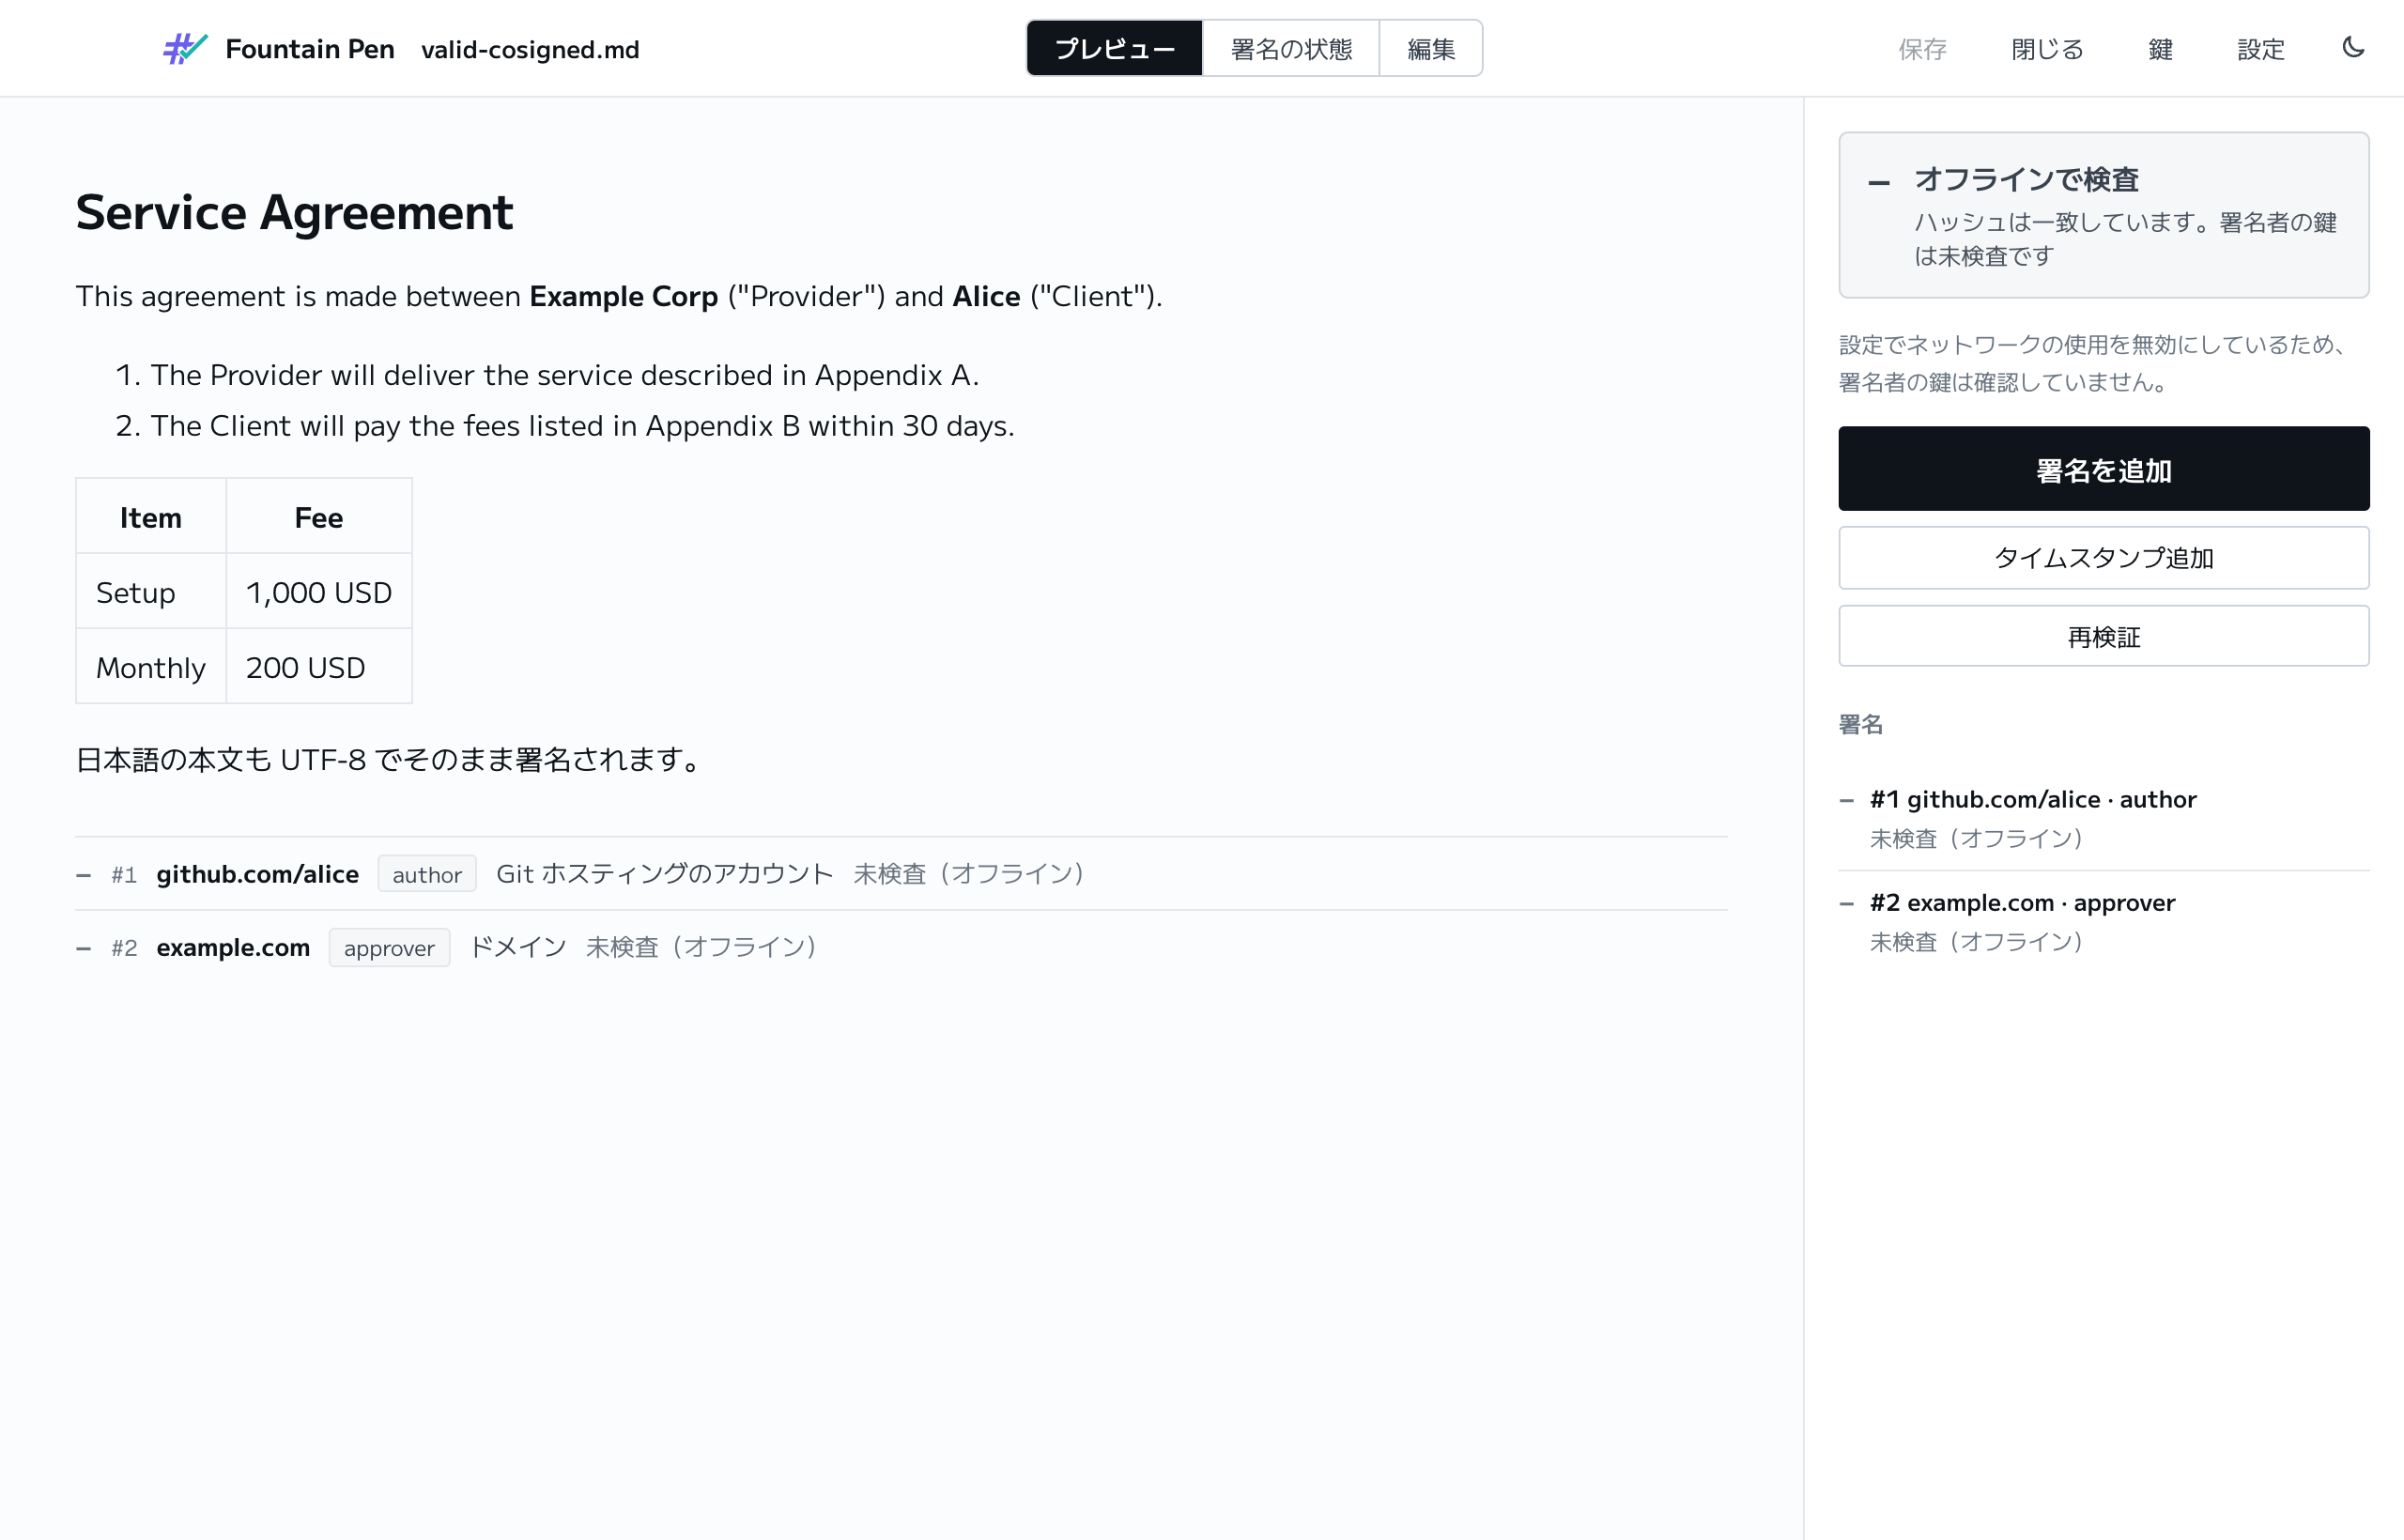 Fountain Pen valid-cosigned.md
プレビュー 署名の状態 編集
保存 閉じる 鍵 設定
Service Agreement
This agreement is made between Example Corp ("Provider") and Alice ("Client").
1. The Provider will deliver the service described in Appendix A.
2. The Client will pay the fees listed in Appendix B within 30 days.
Item Fee
Setup 1,000 USD
Monthly 200 USD
日本語の本文も UTF-8 でそのまま署名されます。
– #1 github.com/alice author Git ホスティングのアカウント 未検査（オフライン）
– #2 example.com approver ドメイン 未検査（オフライン）
– オフラインで検査
ハッシュは一致しています。署名者の鍵
は未検査です
設定でネットワークの使用を無効にしているため、
署名者の鍵は確認していません。
署名を追加
タイムスタンプ追加
再検証
署名
– #1 github.com/alice · author
未検査（オフライン）
– #2 example.com · approver
未検査（オフライン）